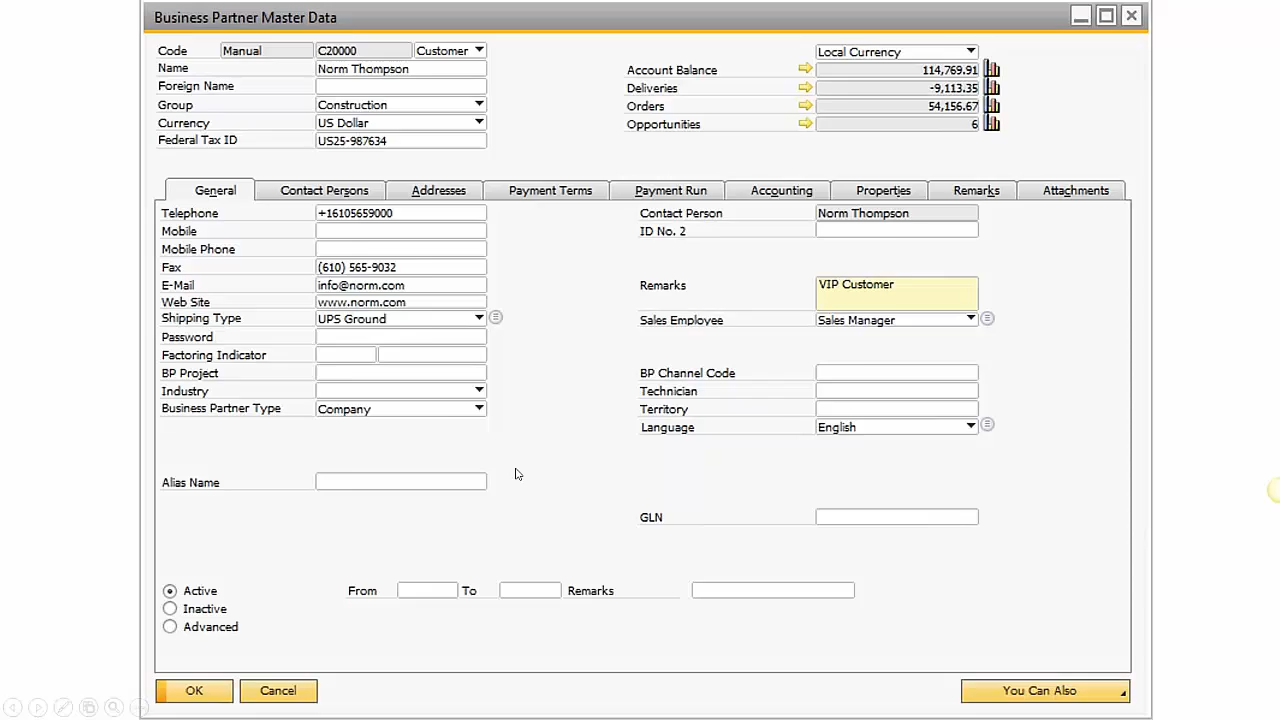 Business Partner Master Data
Code Manual C20000 Customer Local Currency
Name Norm Thompson Account Balance 114,769.91
Foreign Name Deliveries -9,113.35
Group Construction Orders 54,156.67
Currency US Dollar Opportunities 6
Federal Tax ID US25-987634
General Contact Persons Addresses Payment Terms Payment Run Accounting Properties Remarks Attachments
Telephone +16105659000 Contact Person Norm Thompson
Mobile ID No. 2
Mobile Phone
Fax (610) 565-9032
E-Mail info@norm.com Remarks VIP Customer
Web Site www.norm.com
Shipping Type UPS Ground Sales Employee Sales Manager
Password
Factoring Indicator
BP Project BP Channel Code
Industry Technician
Business Partner Type Company Territory
Language English
Alias Name
GLN
Active From To Remarks
Inactive
Advanced
OK Cancel You Can Also